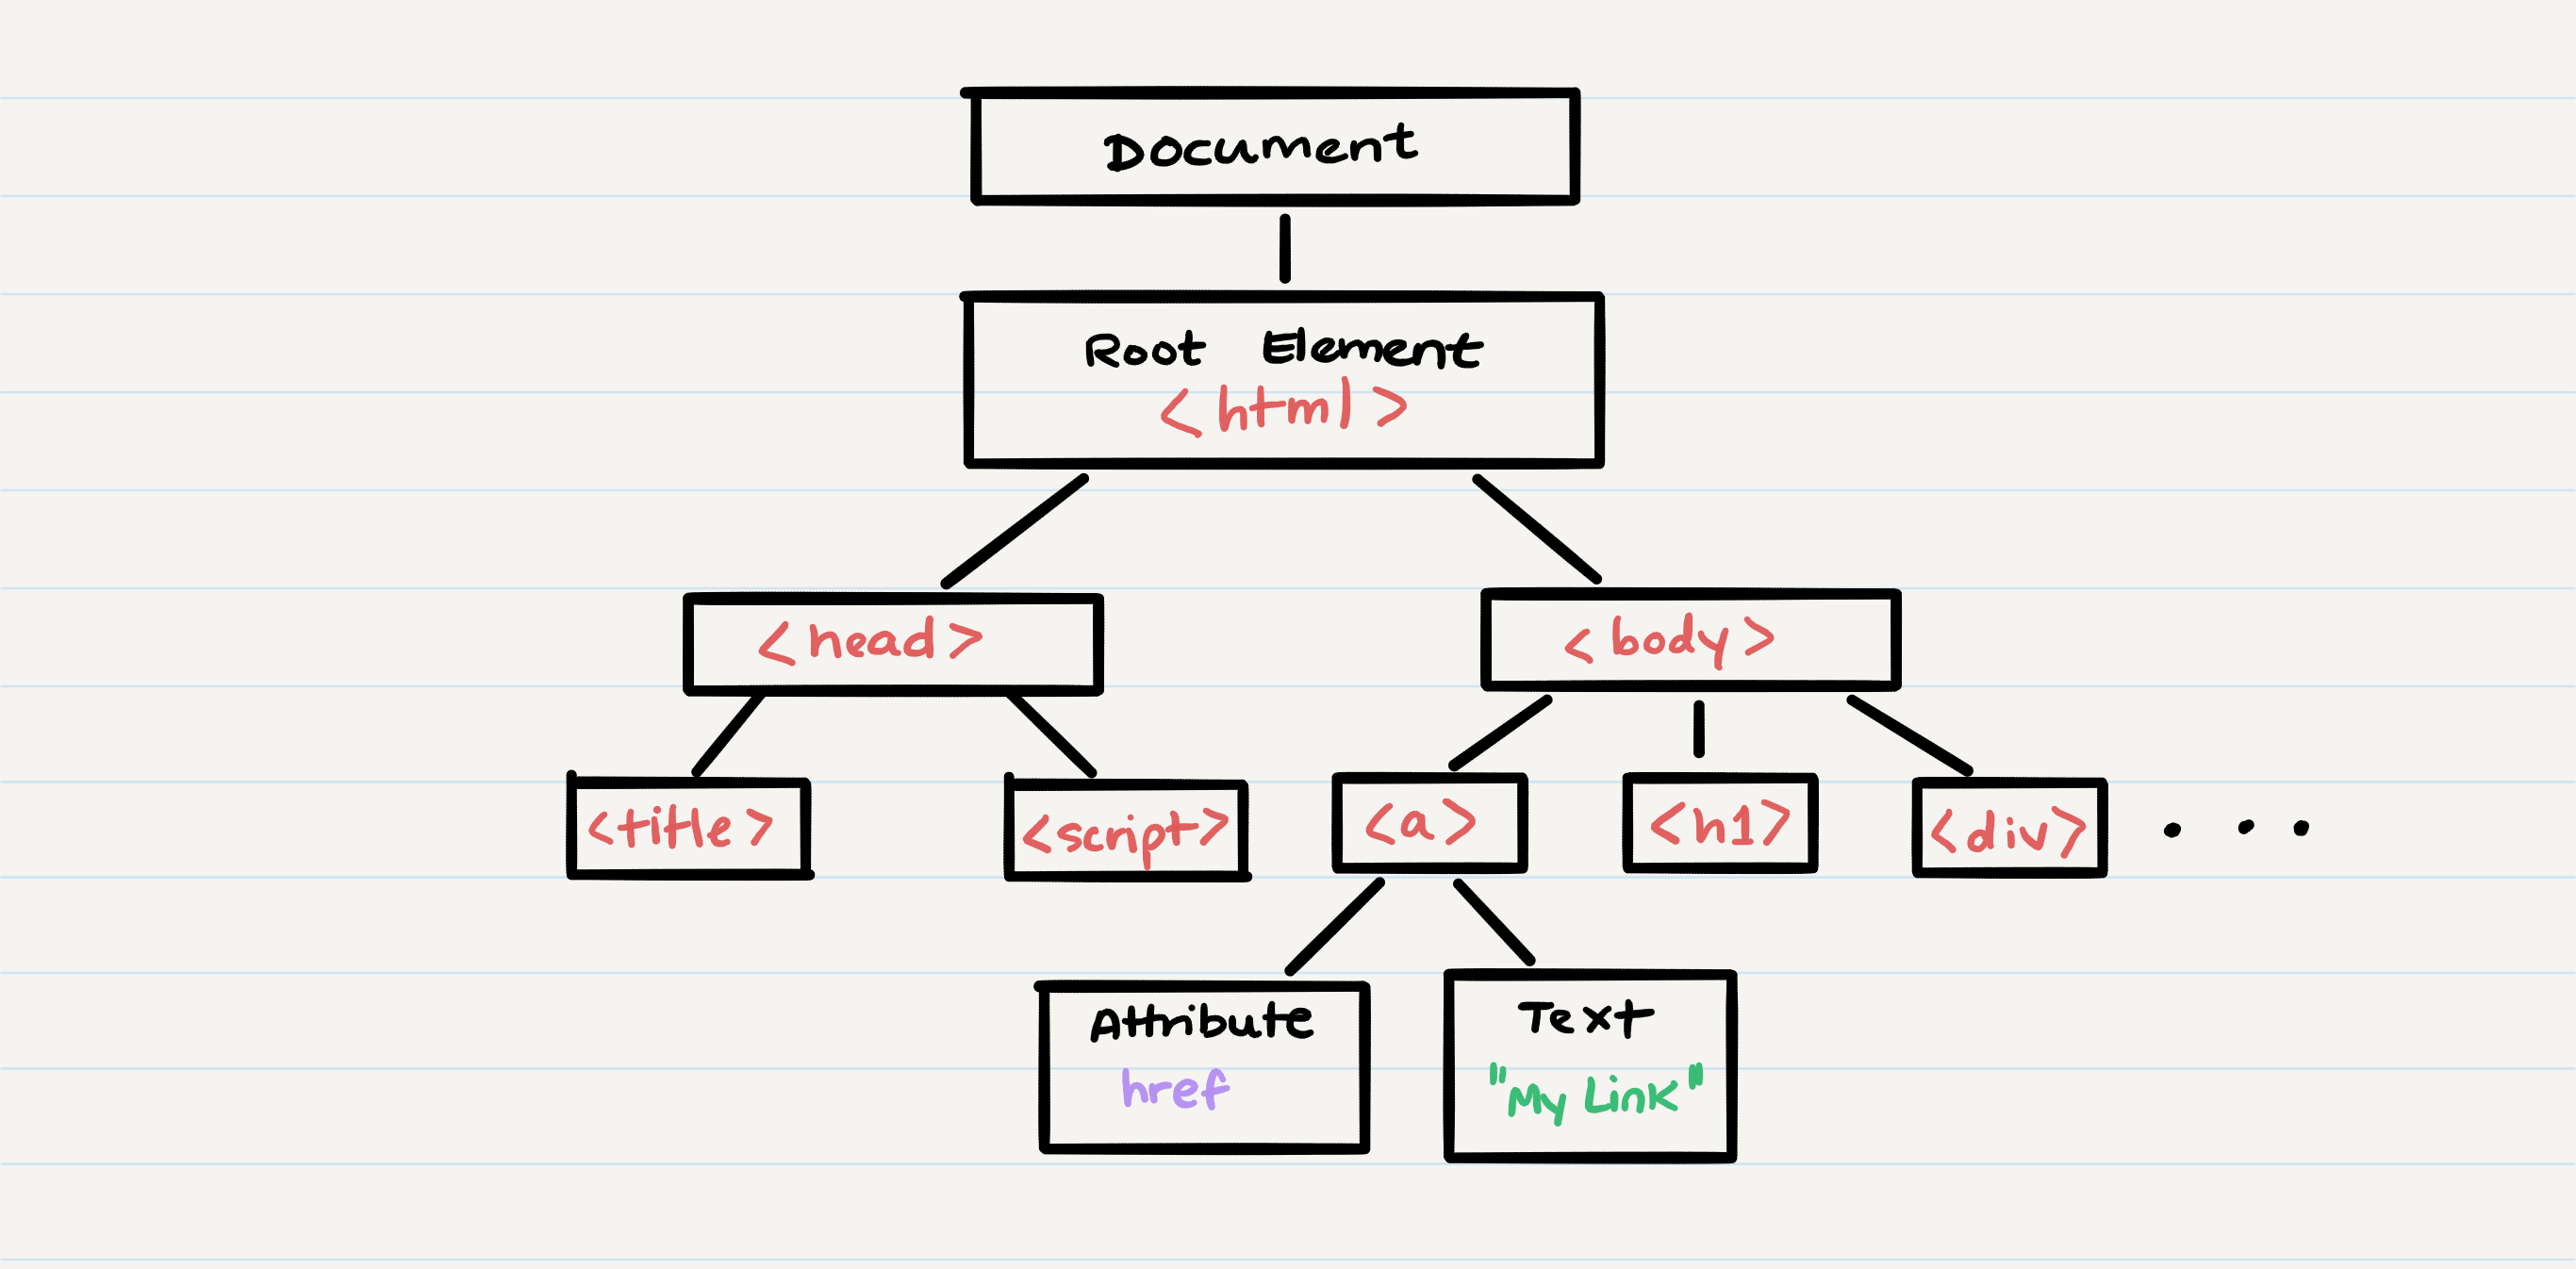 Document
Root Element
<html>
<head>
<body>
<title>
<script>
<a>
<h1>
<div>
. . .
Attribute
href
Text
"My Link"